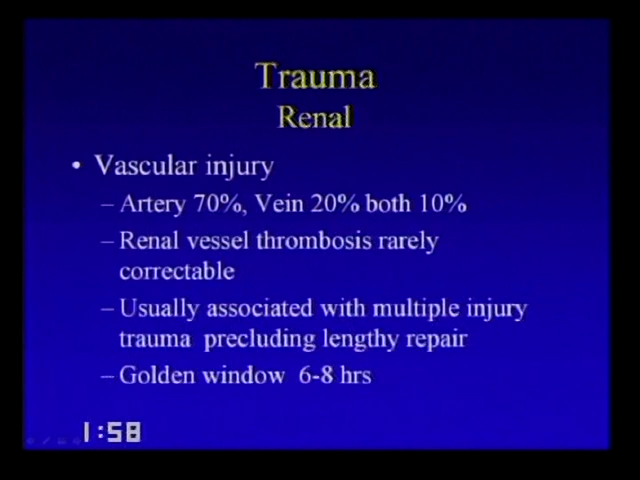 Trauma
Renal
• Vascular injury
– Artery 70%, Vein 20% both 10%
– Renal vessel thrombosis rarely
correctable
– Usually associated with multiple injury
trauma precluding lengthy repair
– Golden window 6-8 hrs
1:58